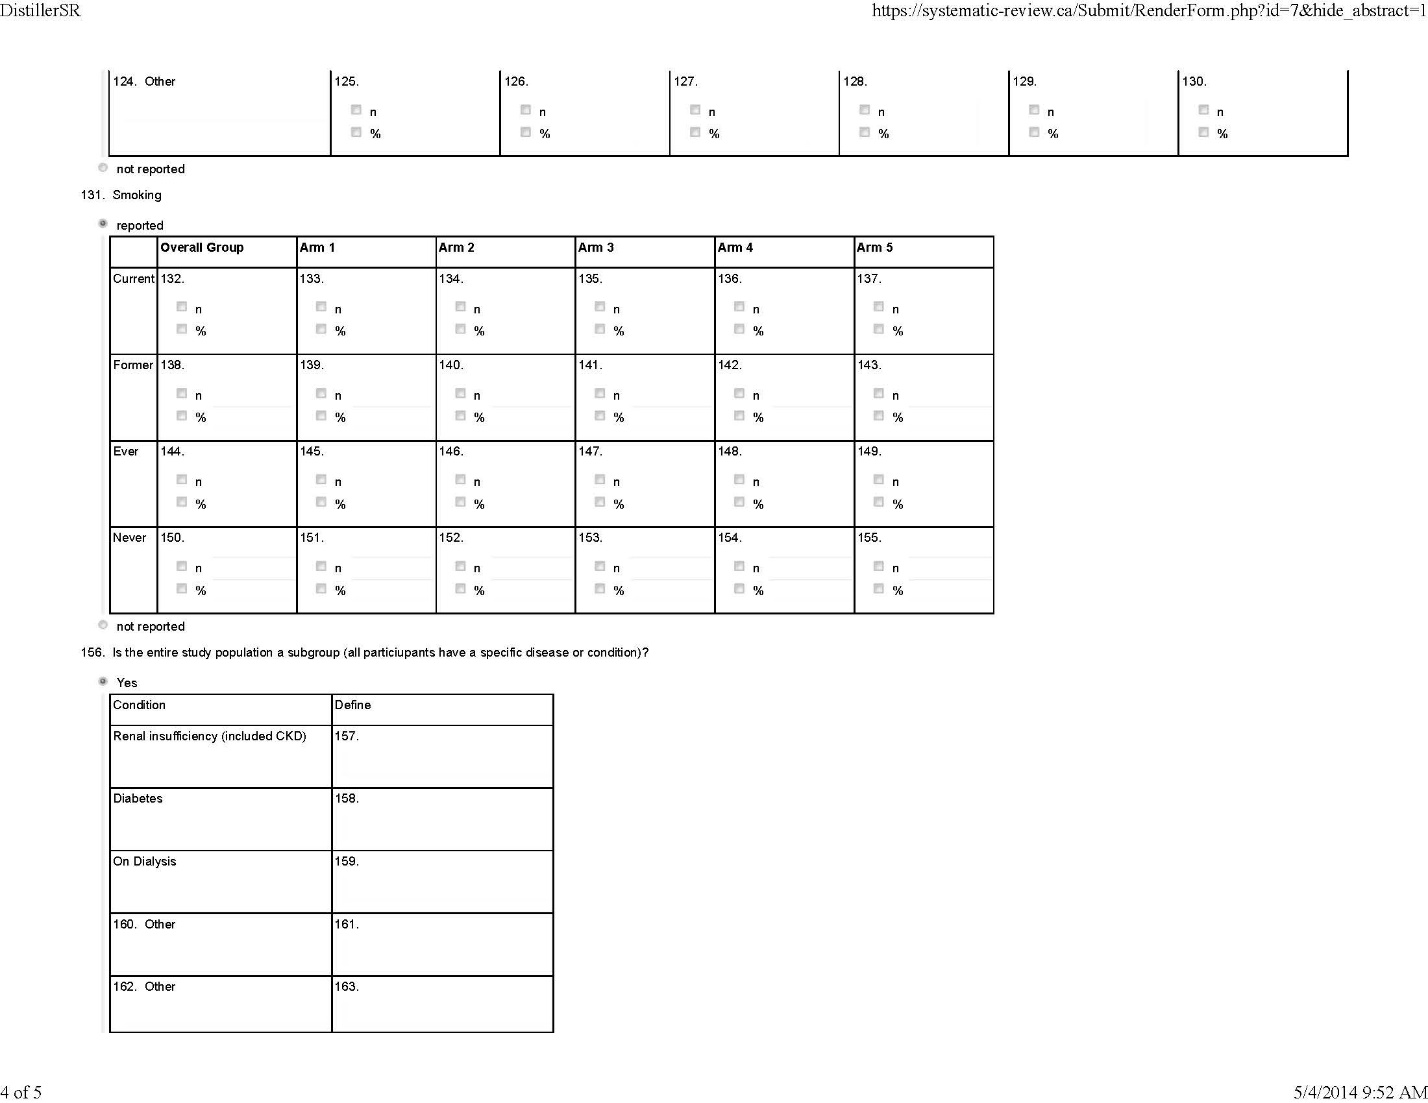 DistillerSR https://systematic-review.ca/Submit/RenderForm.php?id=7&hide_abstract=1
124. Other 125. 126. 127. 128. 129. 130.
n n n n n n
% % % % % %
not reported
131. Smoking
reported
Overall Group Arm 1 Arm 2 Arm 3 Arm 4 Arm 5
Current 132. 133. 134. 135. 136. 137.
n n n n n n
% % % % % %
Former 138. 139. 140. 141. 142. 143.
n n n n n n
% % % % % %
Ever 144. 145. 146. 147. 148. 149.
n n n n n n
% % % % % %
Never 150. 151. 152. 153. 154. 155.
n n n n n n
% % % % % %
not reported
156. Is the entire study population a subgroup (all particiupants have a specific disease or condition)?
Yes
Condition Define
Renal insufficiency (included CKD) 157.
Diabetes 158.
On Dialysis 159.
160. Other 161.
162. Other 163.
4 of 5 5/4/2014 9:52 AM